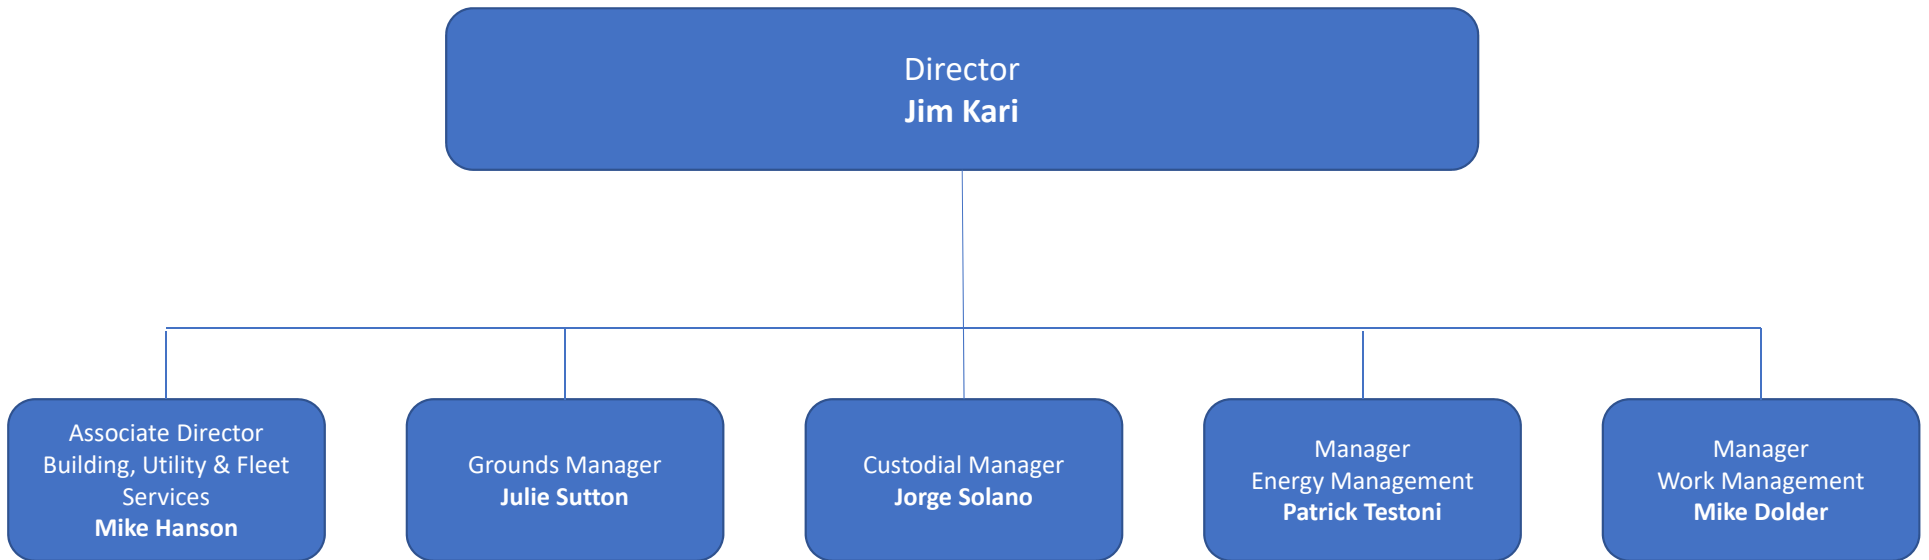 Director
Jim Kari
Associate Director
Building, Utility & Fleet
Services
Mike Hanson
Grounds Manager
Julie Sutton
Custodial Manager
Jorge Solano
Manager
Energy Management
Patrick Testoni
Manager
Work Management
Mike Dolder